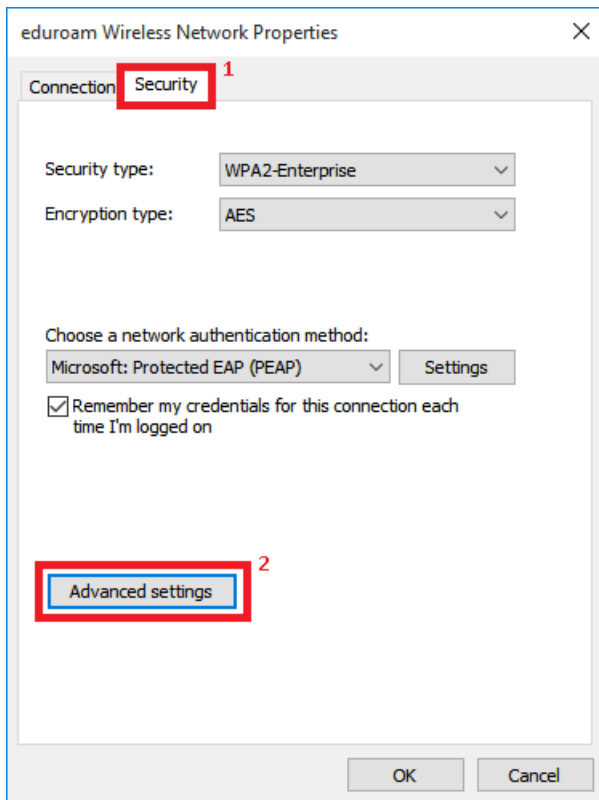 eduroam Wireless Network Properties
Connection Security 1
Security type: WPA2-Enterprise
Encryption type: AES
Choose a network authentication method:
Microsoft: Protected EAP (PEAP) Settings
Remember my credentials for this connection each
time I'm logged on
2
Advanced settings
OK Cancel